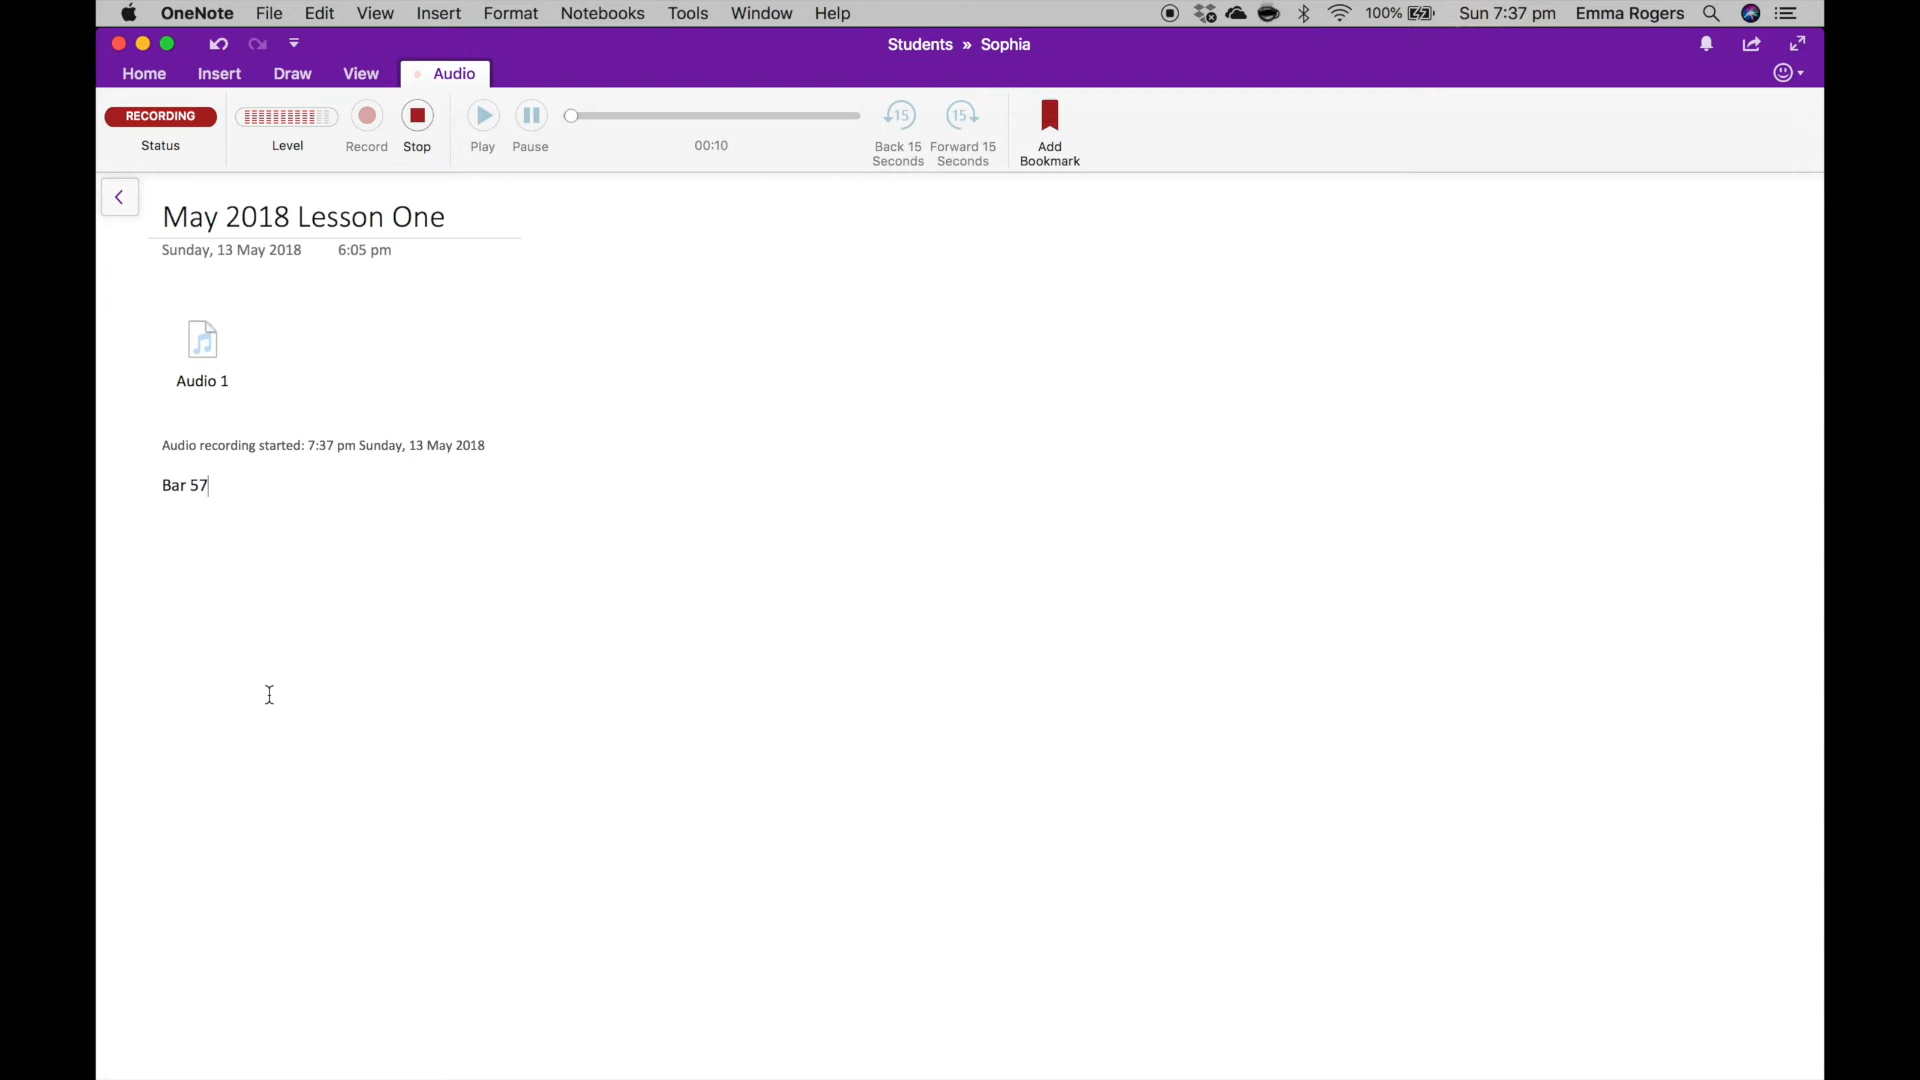 OneNote File Edit View Insert Format Notebooks Tools Window Help 100% Sun 7:37 pm Emma Rogers
Students » Sophia
Home Insert Draw View Audio
RECORDING
Status Level Record Stop Play Pause 00:10 15 Back 15 Seconds 15 Forward 15 Seconds Add Bookmark
May 2018 Lesson One
Sunday, 13 May 2018 6:05 pm
Audio 1
Audio recording started: 7:37 pm Sunday, 13 May 2018
Bar 57